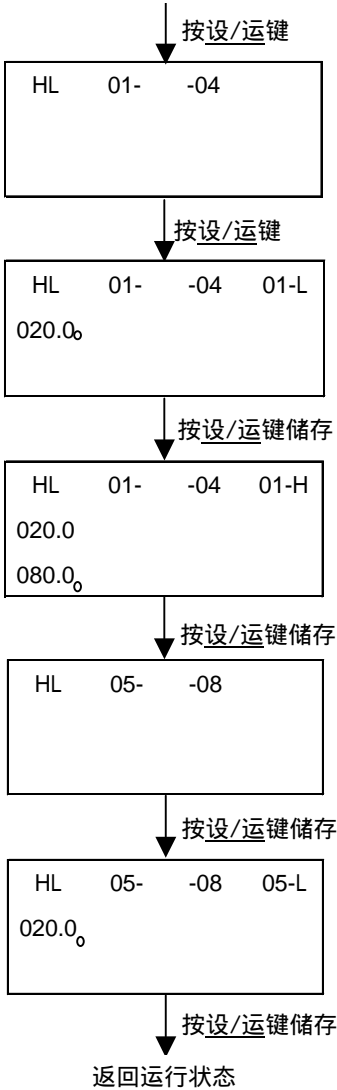 按设/运键
HL 01- -04
按设/运键
HL 01- -04 01-L
020.0。
按设/运键储存
HL 01- -04 01-H
020.0
080.0。
按设/运键储存
HL 05- -08
按设/运键储存
HL 05- -08 05-L
020.0。
按设/运键储存
返回运行状态